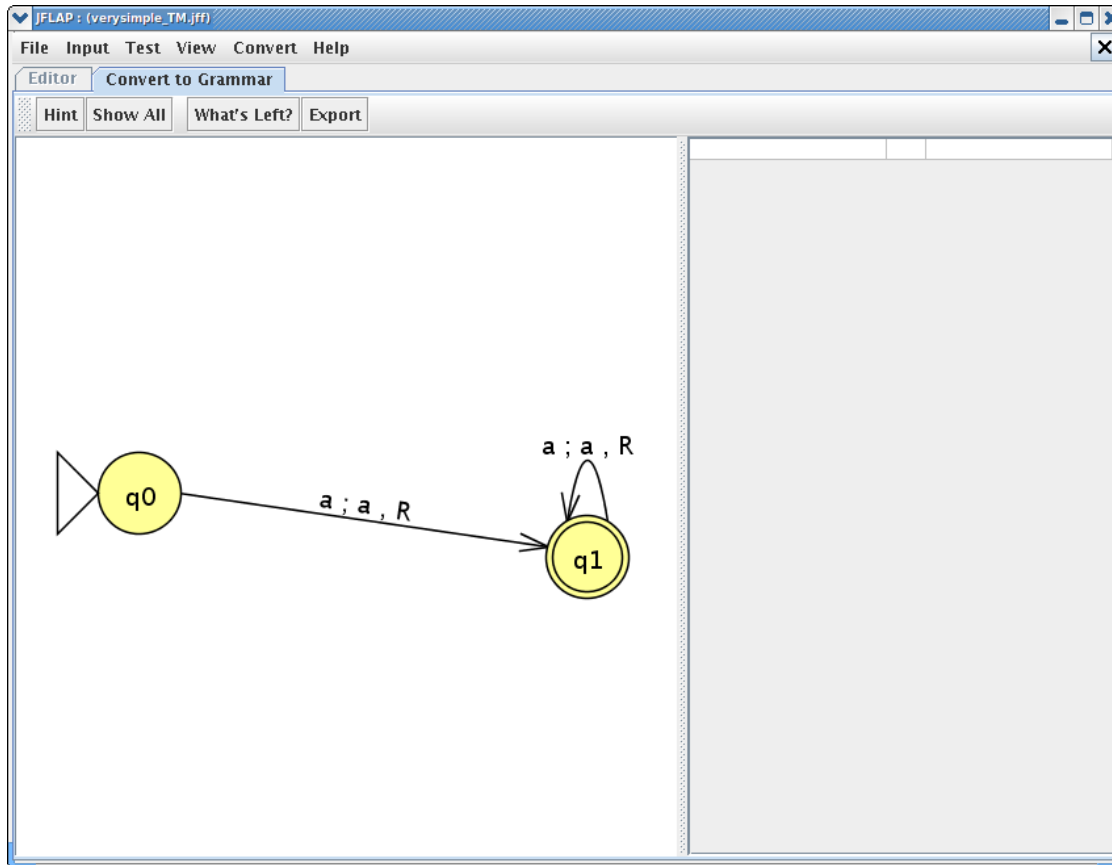 JFLAP : (verysimple_TM.jff)
File Input Test View Convert Help
Editor Convert to Grammar
Hint Show All What's Left? Export
a ; a , R
q0
a ; a , R
q1